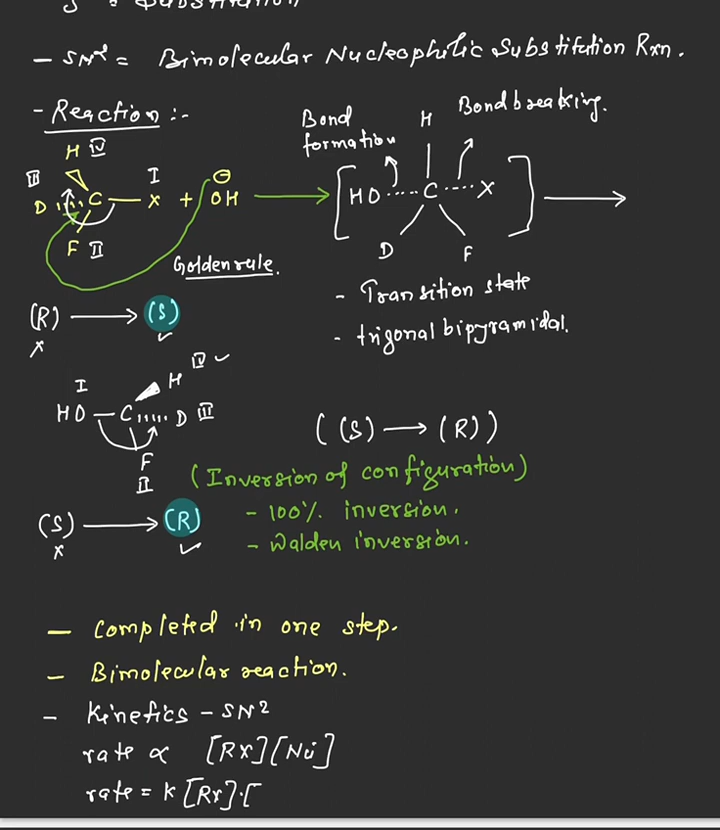 - SN² = Bimolecular Nucleophilic Substitution Rxn.
- Reaction :-
Bond formation
Bond breaking.
H IV
III
I
D C - X + OH ⊖
F II
Golden rule.
H
[HO ..... C .... X]
D F
- Transition state
- trigonal bipyramidal.
(R) → (S)
x ✓
IV ✓
I H
HO - C ..... D III
F
II
((S) → (R))
(Inversion of configuration)
- 100% inversion.
- Walden inversion.
(S) → (R)
x ✓
- Completed in one step.
- Bimolecular reaction.
- Kinetics - SN2
rate ∝ [RX][Nü]
rate = K [RX].[